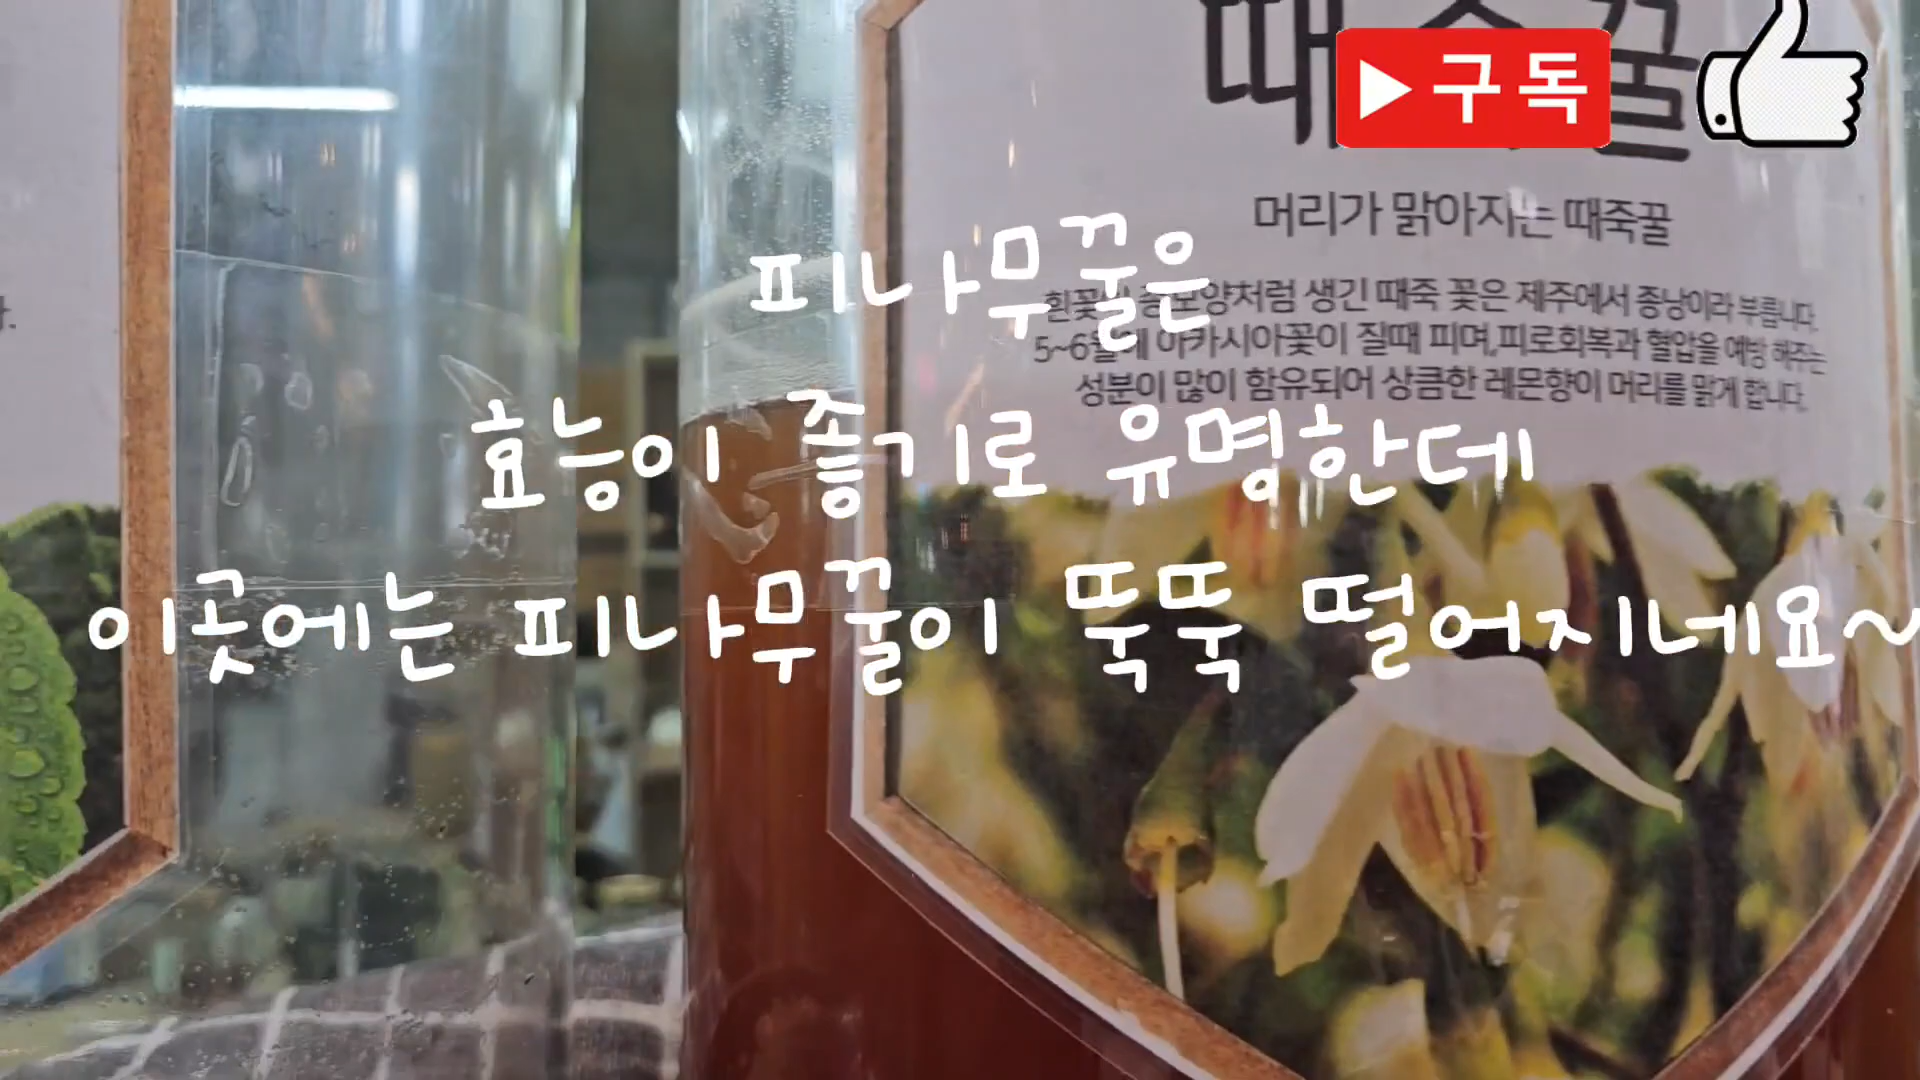 구독
머리가 맑아지는 때죽꿀
피나무꿀은
흰꽃이 종모양처럼 생긴 때죽 꽃은 제주에서 종낭이라 부릅니다.
5~6월에 아카시아꽃이 질때 피며,피로회복과 혈압을 예방 해주는
성분이 많이 함유되어 상큼한 레몬향이 머리를 맑게 합니다.
효능이 좋기로 유명한데
이곳에는 피나무꿀이 뚝뚝 떨어지네요~